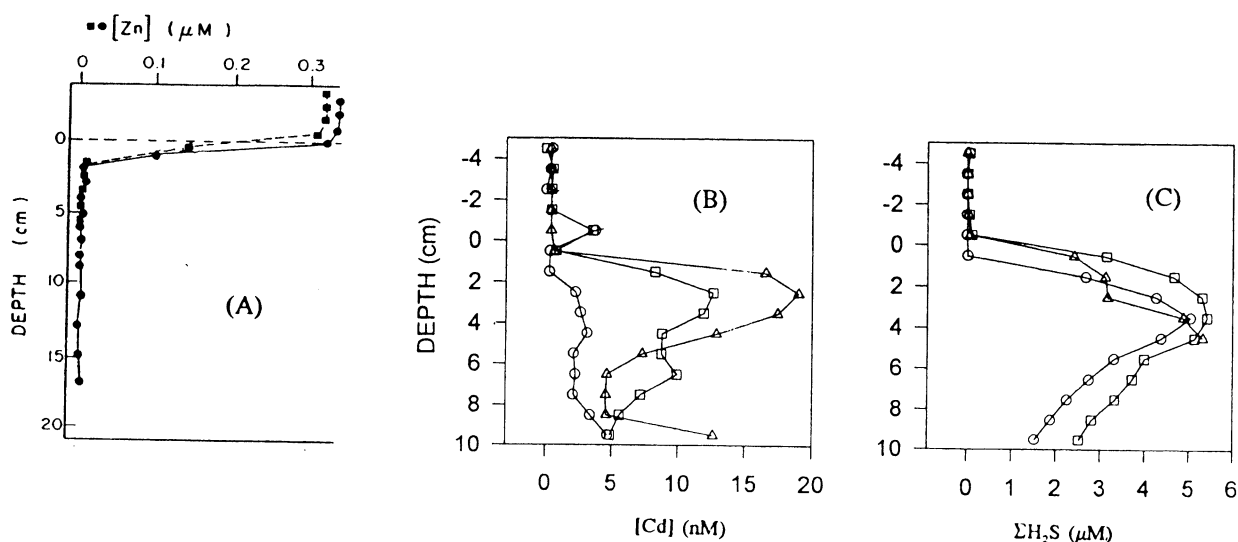 ■ ● [Zn] (μM)
0 0.1 0.2 0.3
0
5
10
15
20
DEPTH (cm)
(A)
-4
-2
0
2
4
6
8
10
DEPTH (cm)
(B)
0 5 10 15 20
[Cd] (nM)
-4
-2
0
2
4
6
8
10
(C)
0 1 2 3 4 5 6
ΣH₂S (μM)